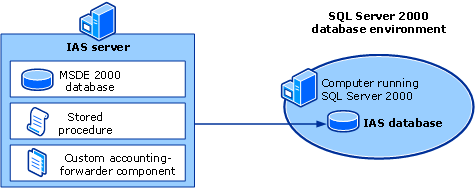 IAS server
MSDE 2000
database
Stored
procedure
Custom accounting-
forwarder component
SQL Server 2000
database environment
Computer running
SQL Server 2000
IAS database